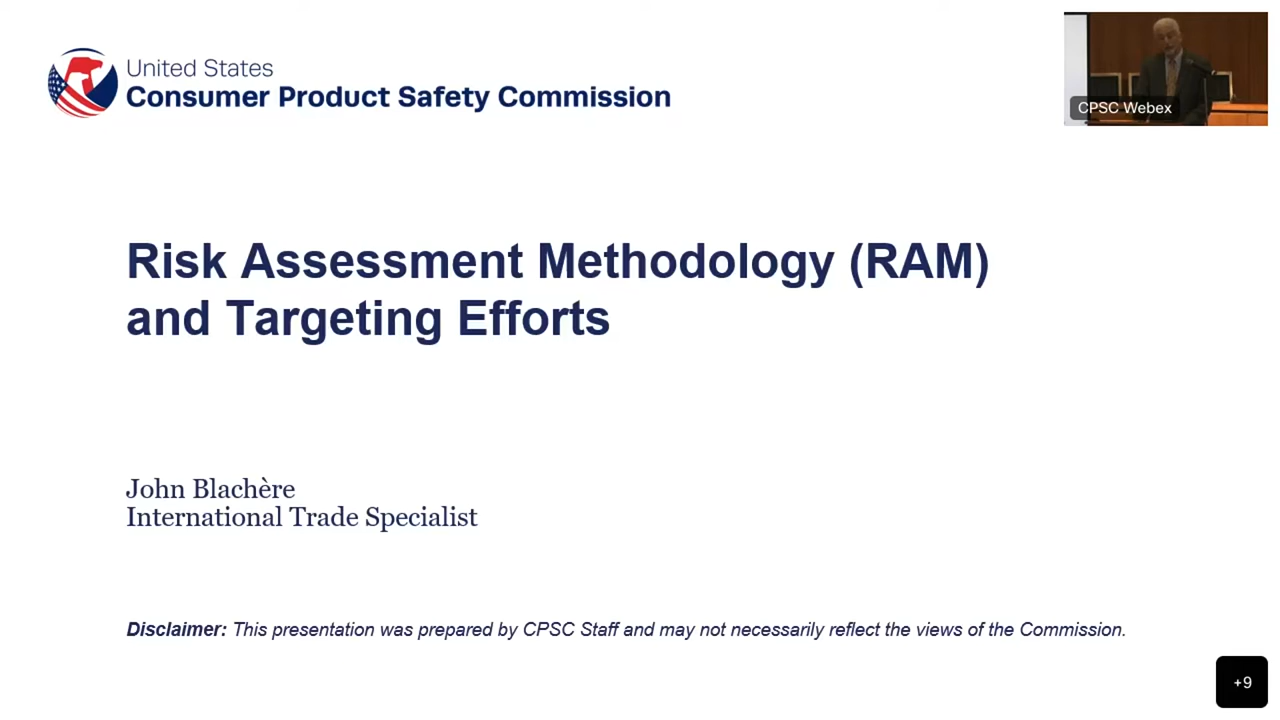 United States
Consumer Product Safety Commission
CPSC Webex
Risk Assessment Methodology (RAM)
and Targeting Efforts
John Blachère
International Trade Specialist
Disclaimer: This presentation was prepared by CPSC Staff and may not necessarily reflect the views of the Commission.
+9